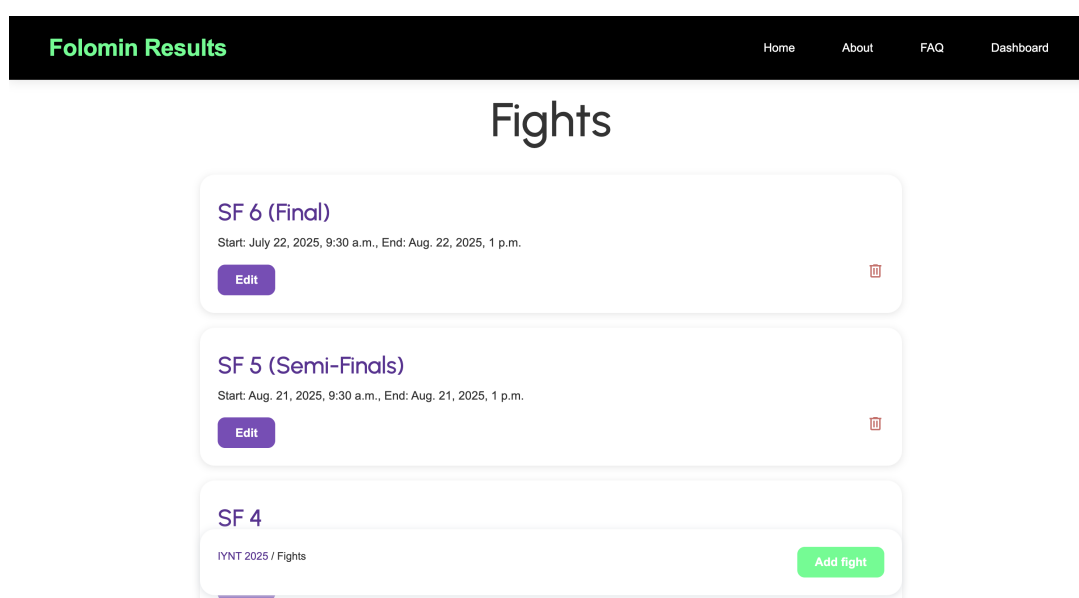 Folomin Results
Home About FAQ Dashboard
Fights
SF 6 (Final)
Start: July 22, 2025, 9:30 a.m., End: Aug. 22, 2025, 1 p.m.
Edit
SF 5 (Semi-Finals)
Start: Aug. 21, 2025, 9:30 a.m., End: Aug. 21, 2025, 1 p.m.
Edit
SF 4
IYNT 2025 / Fights
Add fight